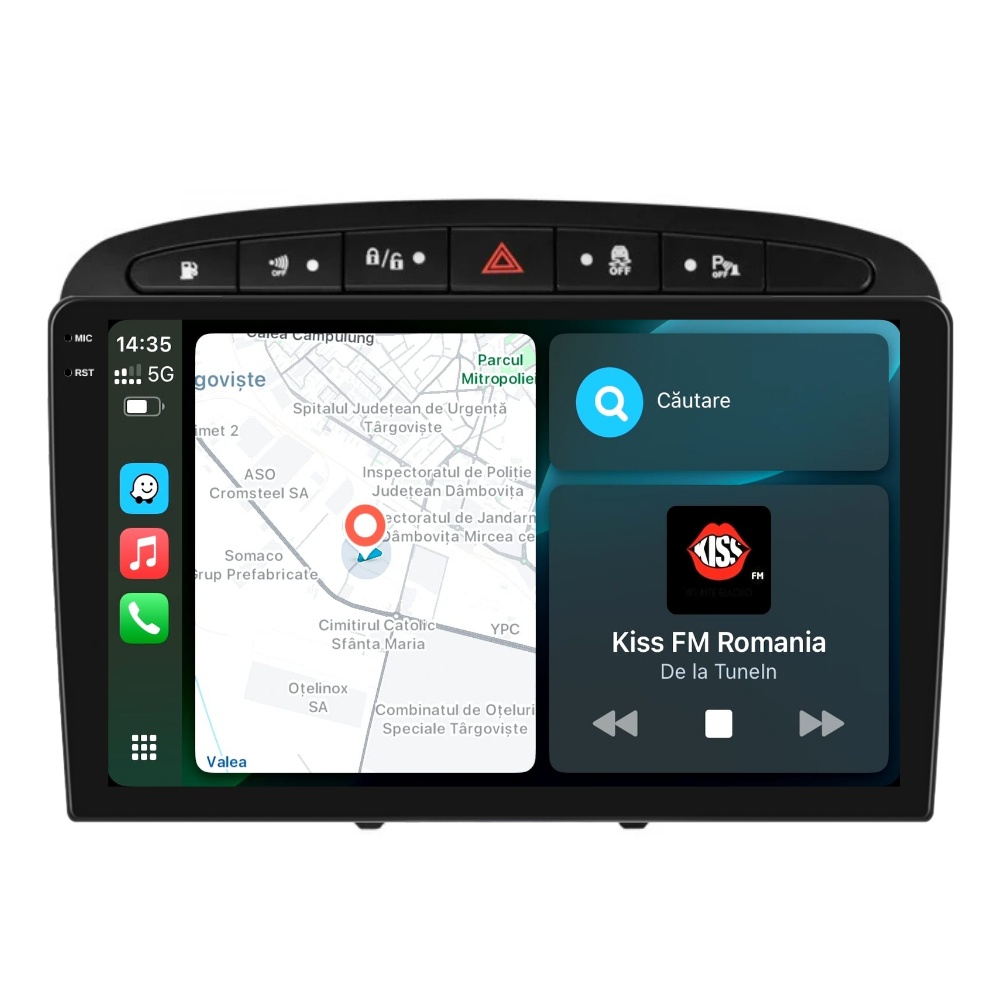 OFF
/
OFF
P
OFF
MIC
RST
14:35
5G
Calea Câmpulung
goviște
Parcul
Mitropoliei
Spitalul Județean de Urgență
Târgoviște
imet 2
ASO
Cromsteel SA
Inspectoratul de Poliție
Județean Dâmbovița
ectoratul de Jandarm
Dâmbovița Mircea ce
Somaco
Grup Prefabricate
Cimitirul Catolic
Sfânta Maria
YPC
Oțelinox
SA
Combinatul de Oțeluri
Speciale Târgoviște
Valea
Căutare
KISS
FM
Kiss FM Romania
De la TuneIn